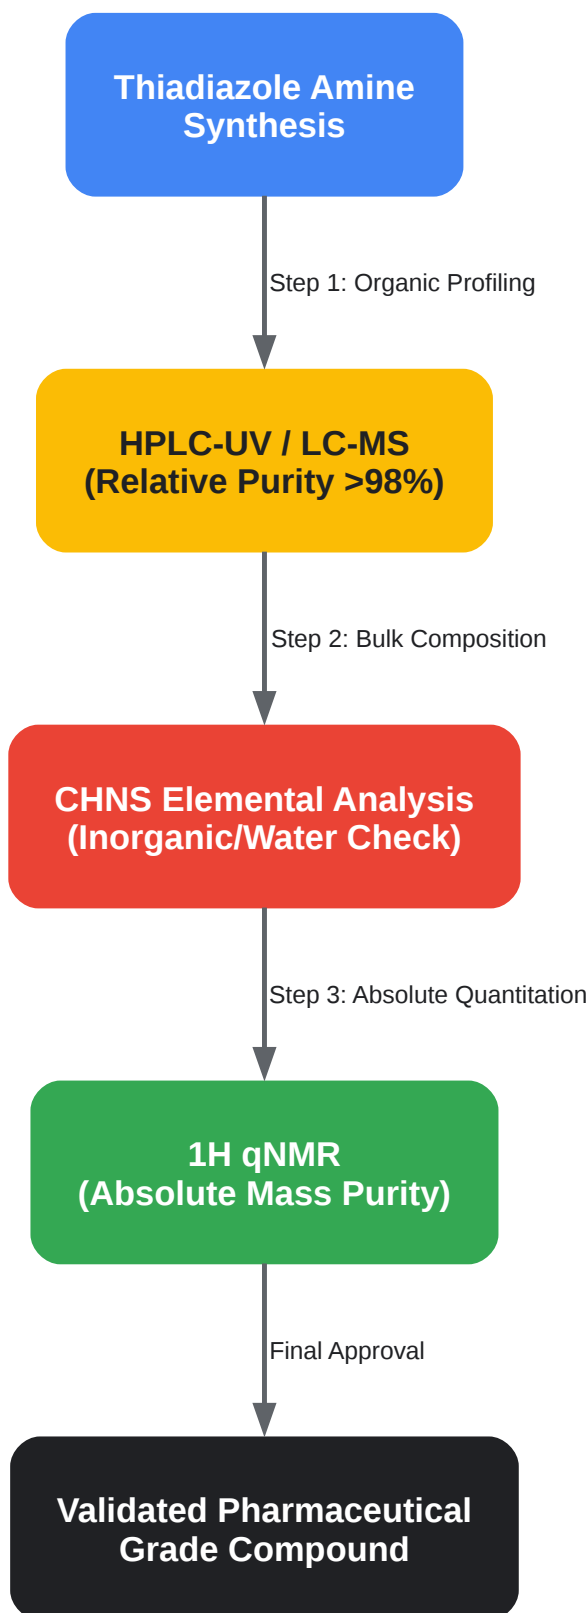 Thiadiazole Amine
Synthesis
Step 1: Organic Profiling
HPLC-UV / LC-MS
(Relative Purity >98%)
Step 2: Bulk Composition
CHNS Elemental Analysis
(Inorganic/Water Check)
Step 3: Absolute Quantitation
1H qNMR
(Absolute Mass Purity)
Final Approval
Validated Pharmaceutical
Grade Compound